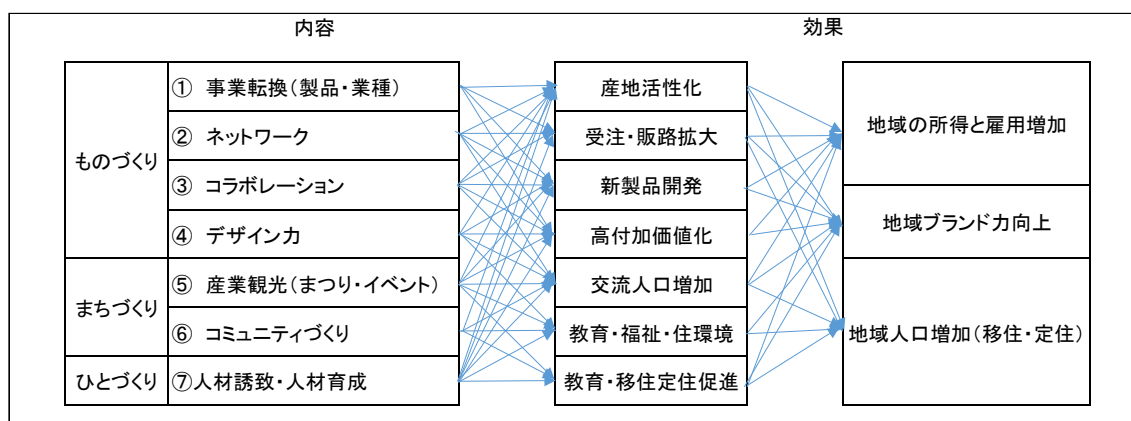 内容
効果
ものづくり
① 事業転換(製品・業種)
② ネットワーク
③ コラボレーション
④ デザイン力
まちづくり
⑤ 産業観光(まつり・イベント)
⑥ コミュニティづくり
ひとづくり
⑦人材誘致・人材育成
産地活性化
受注・販路拡大
新製品開発
高付加価値化
交流人口増加
教育・福祉・住環境
教育・移住定住促進
地域の所得と雇用増加
地域ブランド力向上
地域人口増加(移住・定住)